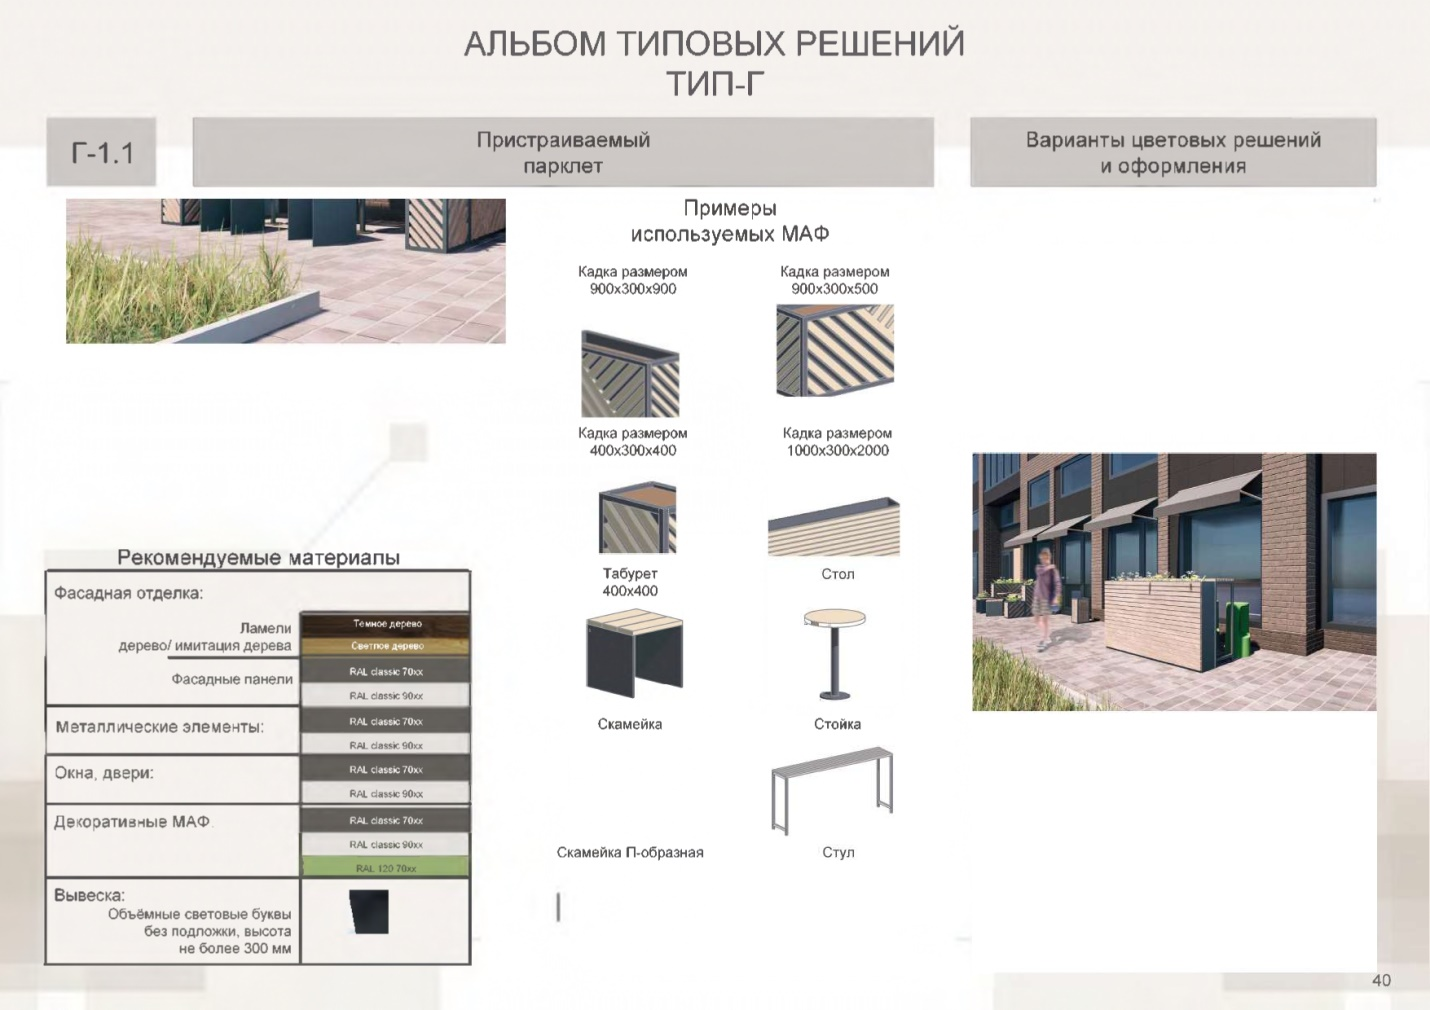 АЛЬБОМ ТИПОВЫХ РЕШЕНИЙ
ТИП-Г
Г-1.1
Пристраиваемый
парклет
Варианты цветовых решений
и оформления
Примеры
используемых МАФ
Кадка размером
900х300х900
Кадка размером
900х300х500
Кадка размером
400х300х400
Кадка размером
1000х300х2000
Табурет
400х400
Стол
Скамейка
Стойка
Скамейка П-образная
Стул
Рекомендуемые материалы
Фасадная отделка:
Ламели
дерево/ имитация дерева
Темное дерево
Светлое дерево
Фасадные панели
RAL classic 70xx
RAL classic 90xx
Металлические элементы:
RAL classic 70xx
RAL classic 90xx
Окна, двери:
RAL classic 70xx
RAL classic 90xx
Декоративные МАФ.
RAL classic 70xx
RAL classic 90xx
RAL 120 70xx
Вывеска:
Объёмные световые буквы
без подложки, высота
не более 300 мм
40